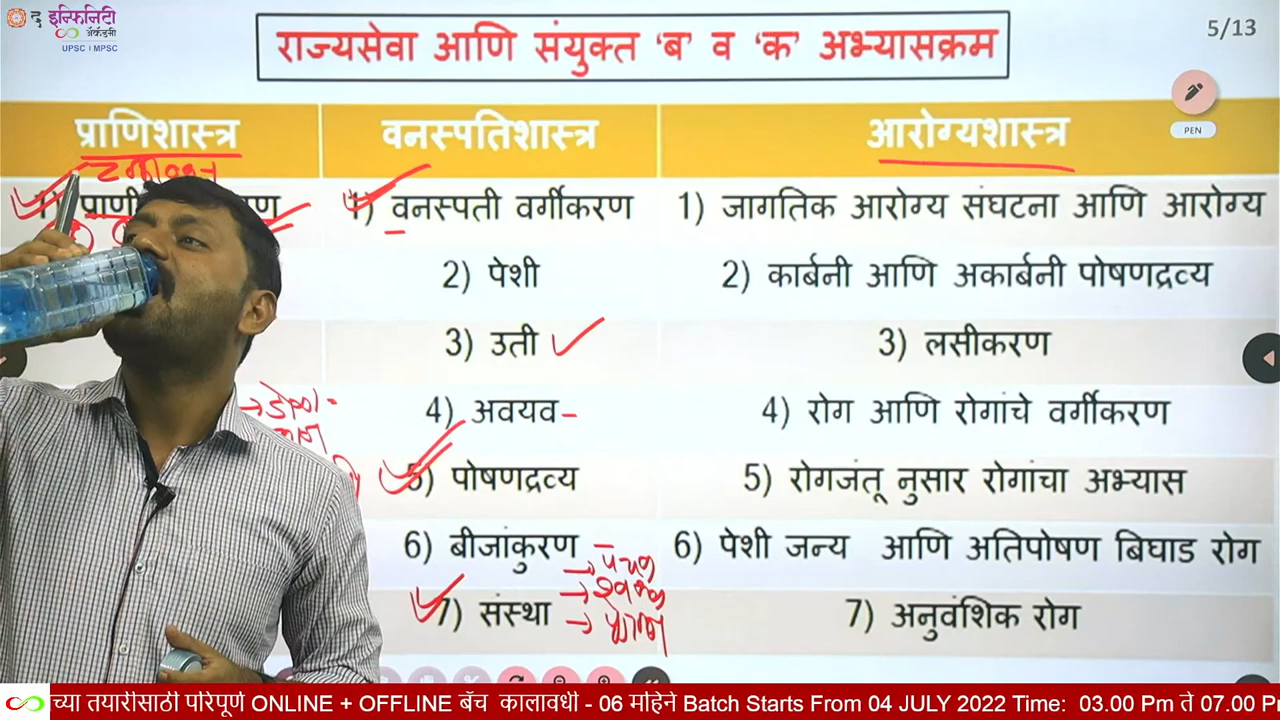 द इन्फिनिटी
अ‍ॅकॅडमी
UPSC । MPSC
राज्यसेवा आणि संयुक्त ‘ब’ व ‘क’ अभ्यासक्रम
5/13
PEN
प्राणिशास्त्र वनस्पतिशास्त्र आरोग्यशास्त्र
1) प्राणी 1) वनस्पती वर्गीकरण 1) जागतिक आरोग्य संघटना आणि आरोग्य
2) पेशी 2) कार्बनी आणि अकार्बनी पोषणद्रव्य
3) उती 3) लसीकरण
4) अवयव 4) रोग आणि रोगांचे वर्गीकरण
5) पोषणद्रव्य 5) रोगजंतू नुसार रोगांचा अभ्यास
6) बीजांकुरण 6) पेशी जन्य आणि अतिपोषण बिघाड रोग
7) संस्था 7) अनुवंशिक रोग
च्या तयारीसाठी परिपूर्ण ONLINE + OFFLINE बॅच कालावधी - 06 महिने Batch Starts From 04 JULY 2022 Time: 03.00 Pm ते 07.00 P